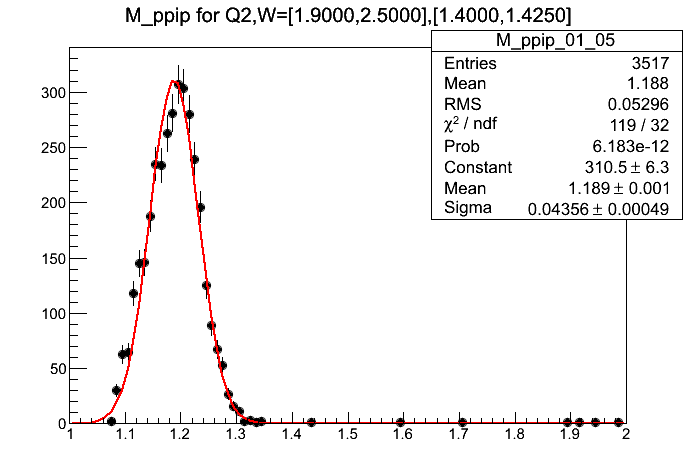 M_ppip for Q2,W=[1.9000,2.5000],[1.4000,1.4250]
M_ppip_01_05
Entries 3517
Mean 1.188
RMS 0.05296
χ² / ndf 119 / 32
Prob 6.183e-12
Constant 310.5 ± 6.3
Mean 1.189 ± 0.001
Sigma 0.04356 ± 0.00049
300
250
200
150
100
50
0
1 1.1 1.2 1.3 1.4 1.5 1.6 1.7 1.8 1.9 2